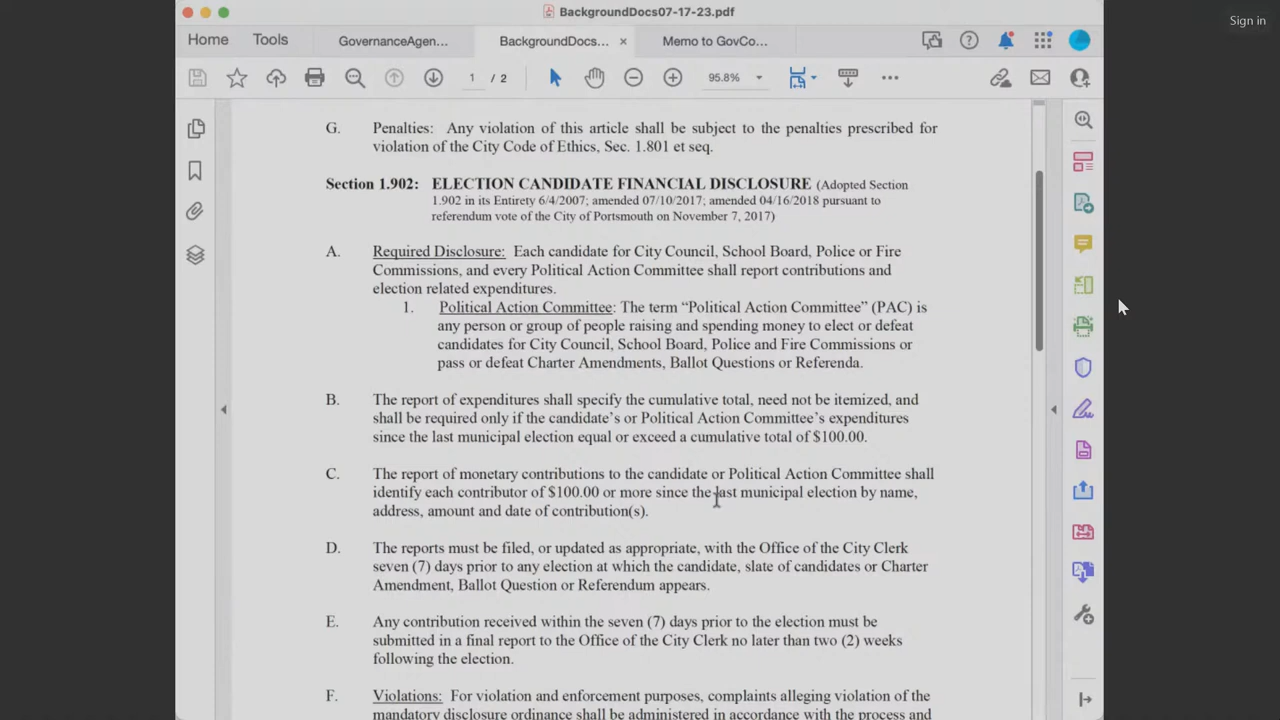 Sign in
BackgroundDocs07-17-23.pdf
Home Tools GovernanceAgen... BackgroundDocs... × Memo to GovCo...
1 / 2 95.8%
G. Penalties: Any violation of this article shall be subject to the penalties prescribed for
violation of the City Code of Ethics, Sec. 1.801 et seq.
Section 1.902: ELECTION CANDIDATE FINANCIAL DISCLOSURE (Adopted Section
1.902 in its Entirety 6/4/2007; amended 07/10/2017; amended 04/16/2018 pursuant to
referendum vote of the City of Portsmouth on November 7, 2017)
A. Required Disclosure: Each candidate for City Council, School Board, Police or Fire
Commissions, and every Political Action Committee shall report contributions and
election related expenditures.
1. Political Action Committee: The term “Political Action Committee” (PAC) is
any person or group of people raising and spending money to elect or defeat
candidates for City Council, School Board, Police and Fire Commissions or
pass or defeat Charter Amendments, Ballot Questions or Referenda.
B. The report of expenditures shall specify the cumulative total, need not be itemized, and
shall be required only if the candidate’s or Political Action Committee’s expenditures
since the last municipal election equal or exceed a cumulative total of $100.00.
C. The report of monetary contributions to the candidate or Political Action Committee shall
identify each contributor of $100.00 or more since the last municipal election by name,
address, amount and date of contribution(s).
D. The reports must be filed, or updated as appropriate, with the Office of the City Clerk
seven (7) days prior to any election at which the candidate, slate of candidates or Charter
Amendment, Ballot Question or Referendum appears.
E. Any contribution received within the seven (7) days prior to the election must be
submitted in a final report to the Office of the City Clerk no later than two (2) weeks
following the election.
F. Violations: For violation and enforcement purposes, complaints alleging violation of the
mandatory disclosure ordinance shall be administered in accordance with the process and